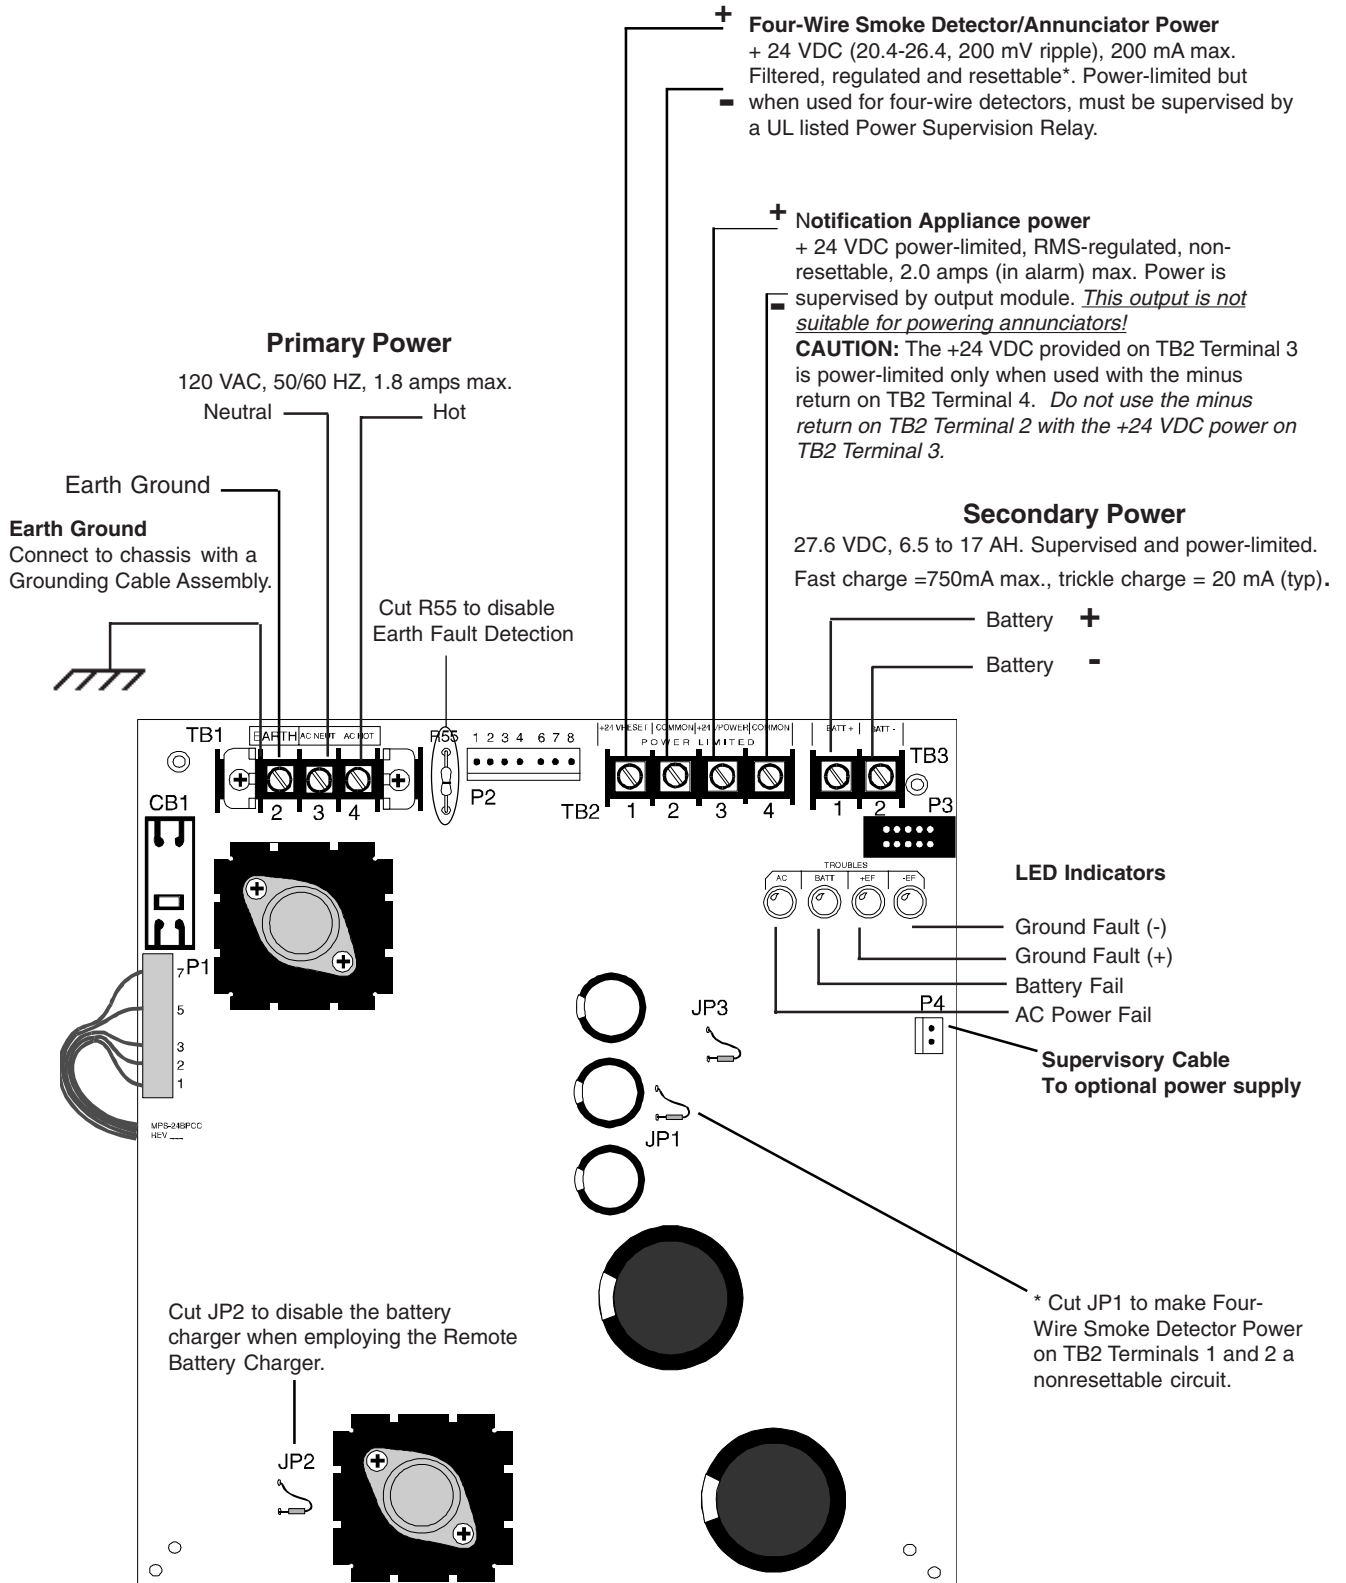 + Four-Wire Smoke Detector/Annunciator Power
+ 24 VDC (20.4-26.4, 200 mV ripple), 200 mA max.
Filtered, regulated and resettable*. Power-limited but
- when used for four-wire detectors, must be supervised by
a UL listed Power Supervision Relay.
+ Notification Appliance power
+ 24 VDC power-limited, RMS-regulated, non-
resettable, 2.0 amps (in alarm) max. Power is
- supervised by output module. This output is not
suitable for powering annunciators!
CAUTION: The +24 VDC provided on TB2 Terminal 3
is power-limited only when used with the minus
return on TB2 Terminal 4. Do not use the minus
return on TB2 Terminal 2 with the +24 VDC power on
TB2 Terminal 3.
Primary Power
120 VAC, 50/60 HZ, 1.8 amps max.
Neutral
Hot
Earth Ground
Earth Ground
Connect to chassis with a
Grounding Cable Assembly.
Cut R55 to disable
Earth Fault Detection
Secondary Power
27.6 VDC, 6.5 to 17 AH. Supervised and power-limited.
Fast charge =750mA max., trickle charge = 20 mA (typ).
Battery +
Battery -
TB1
EARTH AC NEUT AC HOT
2 3 4
R55
1 2 3 4 6 7 8
P2
+24 VRESET COMMON +24 V/POWER COMMON
POWER LIMITED
TB2 1 2 3 4
BATT + BATT -
TB3
1 2
P3
CB1
TROUBLES
AC BATT +EF -EF
LED Indicators
Ground Fault (-)
Ground Fault (+)
Battery Fail
AC Power Fail
P1
7
5
3
2
1
MPS-24BPCC
REV ___
JP3
P4
Supervisory Cable
To optional power supply
JP1
* Cut JP1 to make Four-
Wire Smoke Detector Power
on TB2 Terminals 1 and 2 a
nonresettable circuit.
Cut JP2 to disable the battery
charger when employing the Remote
Battery Charger.
JP2